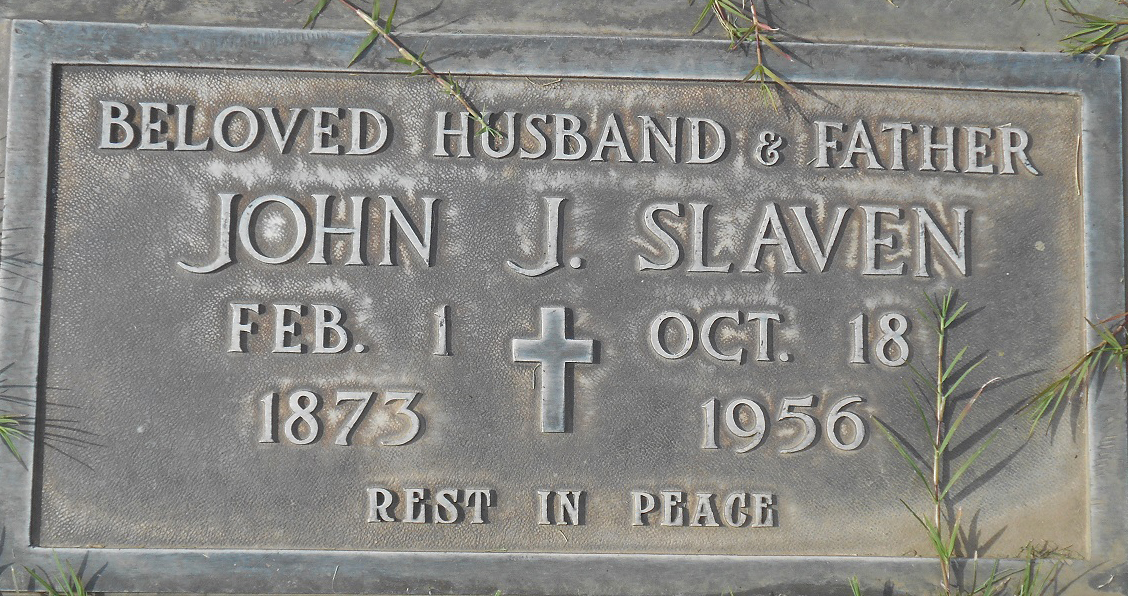 BELOVED HUSBAND & FATHER
JOHN J. SLAVEN
FEB. 1 OCT. 18
1873 1956
REST IN PEACE